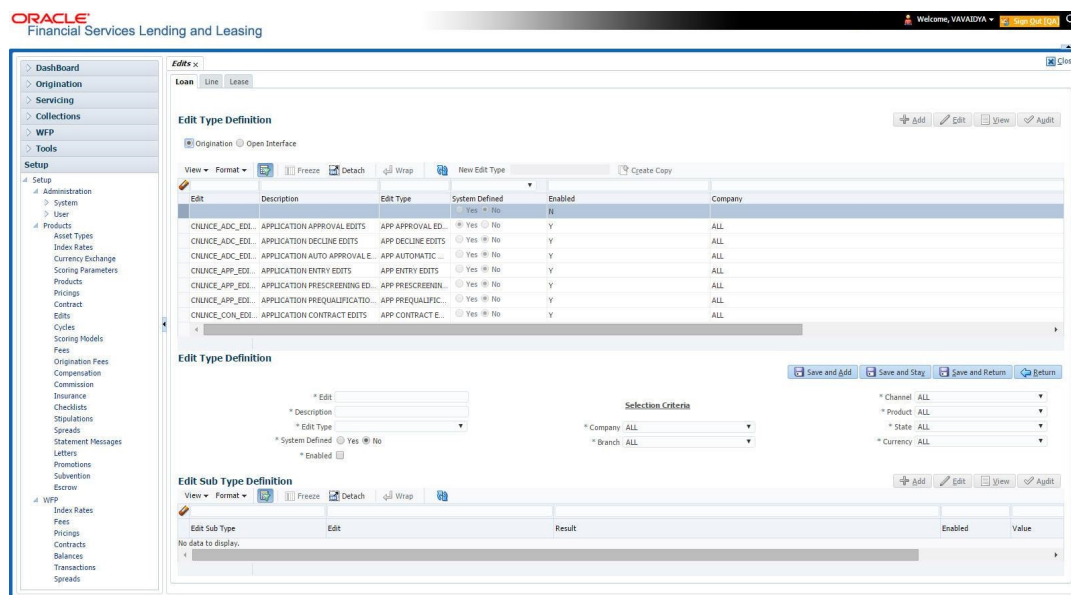 ORACLE
Financial Services Lending and Leasing
Welcome, VAVAIDYA
Sign Out [QA]
DashBoard
Origination
Servicing
Collections
WFP
Tools
Setup
Setup
Administration
System
User
Products
Asset Types
Index Rates
Currency Exchange
Scoring Parameters
Products
Pricings
Contract
Edits
Cycles
Scoring Models
Fees
Origination Fees
Compensation
Commission
Insurance
Checklists
Stipulations
Spreads
Statement Messages
Letters
Promotions
Subvention
Escrow
WFP
Index Rates
Fees
Pricings
Contracts
Balances
Transactions
Spreads
Edits x
Clos
Loan Line Lease
Edit Type Definition
Add Edit View Audit
Origination Open Interface
View Format Freeze Detach Wrap New Edit Type Create Copy
Edit Description Edit Type System Defined Enabled Company
Yes No N
CNLNCE_ADC_EDI... APPLICATION APPROVAL EDITS APP APPROVAL ED... Yes No Y ALL
CNLNCE_ADC_EDI... APPLICATION DECLINE EDITS APP DECLINE EDITS Yes No Y ALL
CNLNCE_ADC_EDI... APPLICATION AUTO APPROVAL E... APP AUTOMATIC ... Yes No Y ALL
CNLNCE_APP_EDI... APPLICATION ENTRY EDITS APP ENTRY EDITS Yes No Y ALL
CNLNCE_APP_EDI... APPLICATION PRESCREENING ED... APP PRESCREENIN... Yes No Y ALL
CNLNCE_APP_EDI... APPLICATION PREQUALIFICATIO... APP PREQUALIFIC... Yes No Y ALL
CNLNCE_CON_EDI... APPLICATION CONTRACT EDITS APP CONTRACT E... Yes No Y ALL
Edit Type Definition
Save and Add Save and Stay Save and Return Return
* Edit
* Description
* Edit Type
* System Defined Yes No
* Enabled
Selection Criteria
* Company ALL
* Branch ALL
* Channel ALL
* Product ALL
* State ALL
* Currency ALL
Edit Sub Type Definition
Add Edit View Audit
View Format Freeze Detach Wrap
Edit Sub Type Edit Result Enabled Value
No data to display.